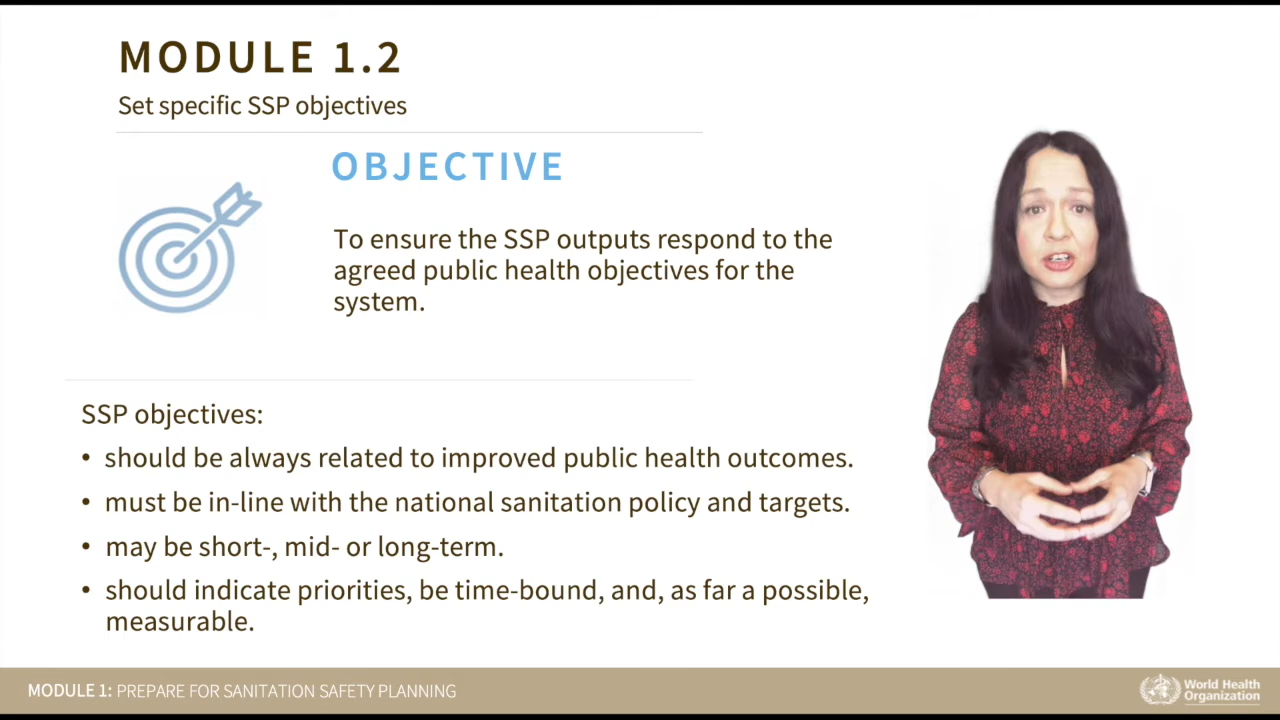 MODULE 1.2
Set specific SSP objectives
OBJECTIVE
To ensure the SSP outputs respond to the
agreed public health objectives for the
system.
SSP objectives:
• should be always related to improved public health outcomes.
• must be in-line with the national sanitation policy and targets.
• may be short-, mid- or long-term.
• should indicate priorities, be time-bound, and, as far a possible,
measurable.
MODULE 1: PREPARE FOR SANITATION SAFETY PLANNING
World Health
Organization